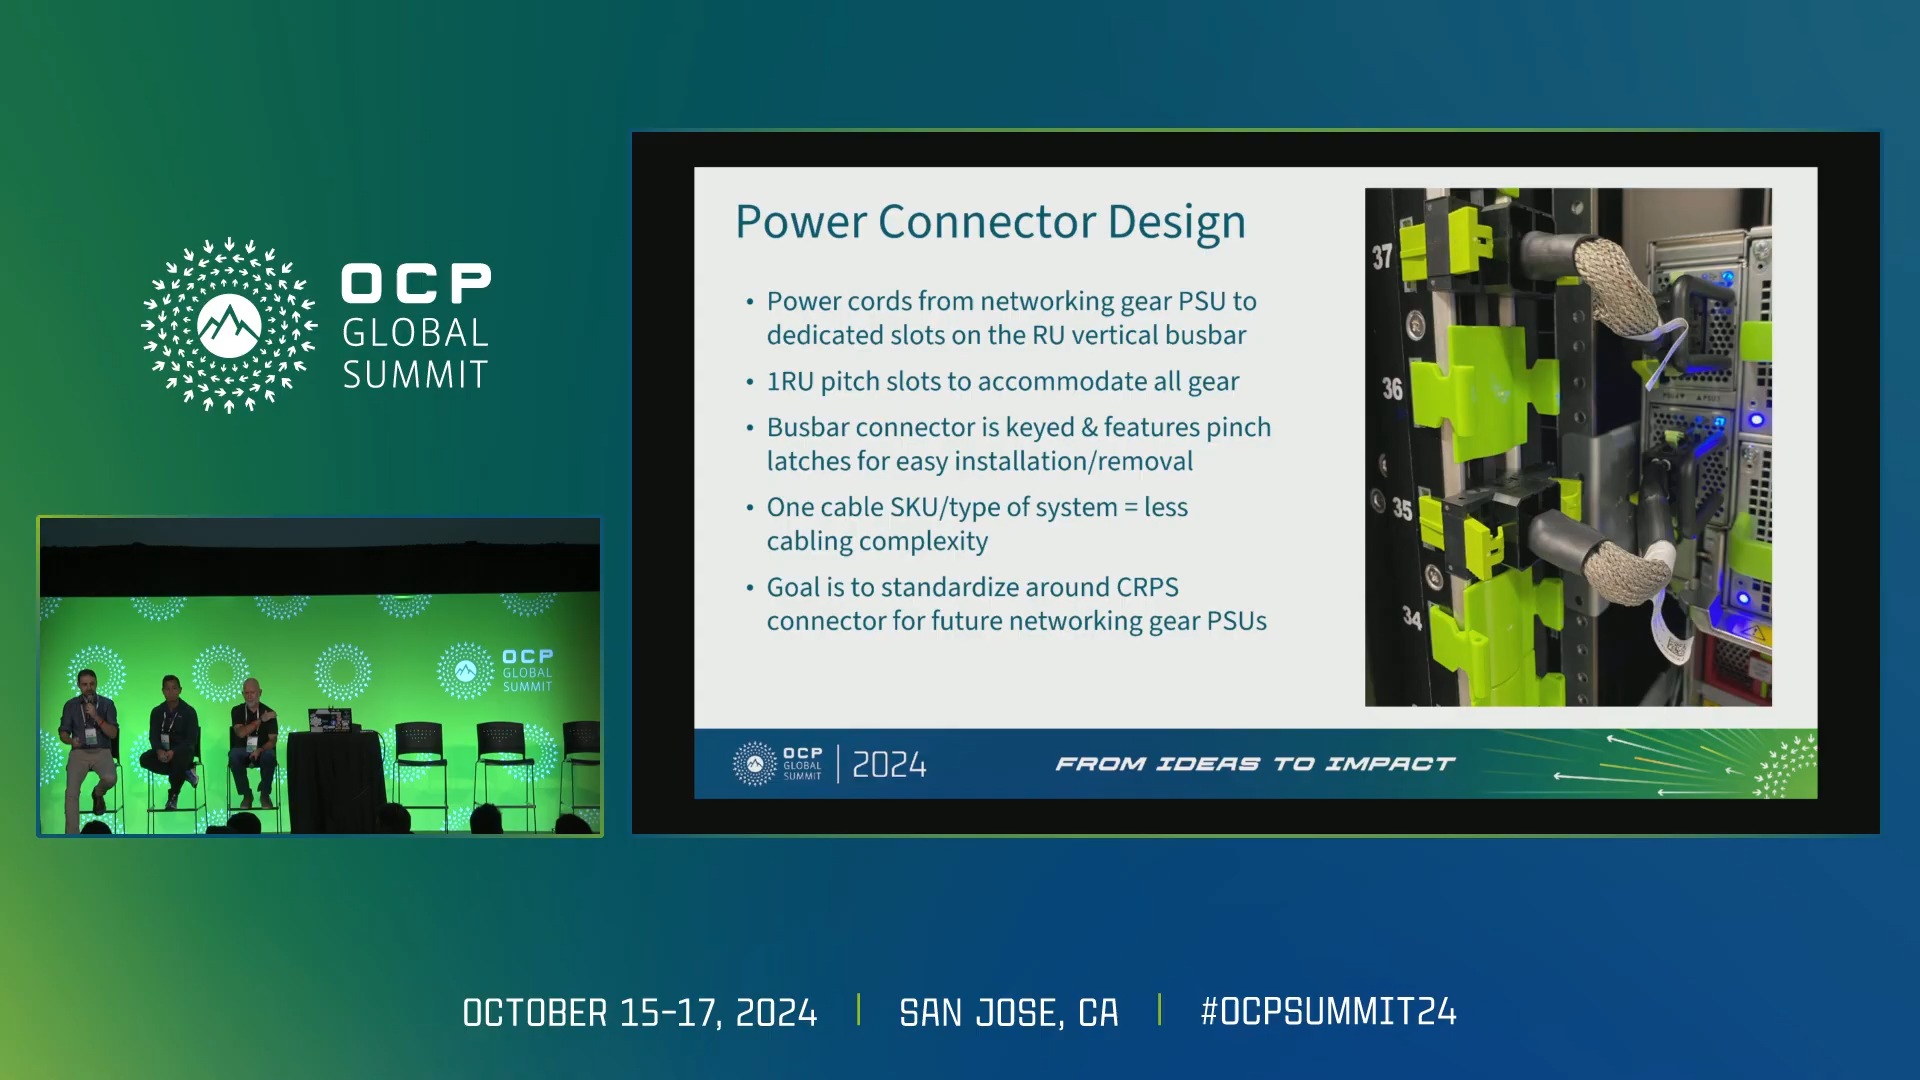 OCP
GLOBAL
SUMMIT
Power Connector Design
• Power cords from networking gear PSU to
dedicated slots on the RU vertical busbar
• 1RU pitch slots to accommodate all gear
• Busbar connector is keyed & features pinch
latches for easy installation/removal
• One cable SKU/type of system = less
cabling complexity
• Goal is to standardize around CRPS
connector for future networking gear PSUs
37
36
35
34
OCP
GLOBAL
SUMMIT
2024
FROM IDEAS TO IMPACT
OCP
GLOBAL
SUMMIT
OCTOBER 15-17, 2024 | SAN JOSE, CA | #OCPSUMMIT24